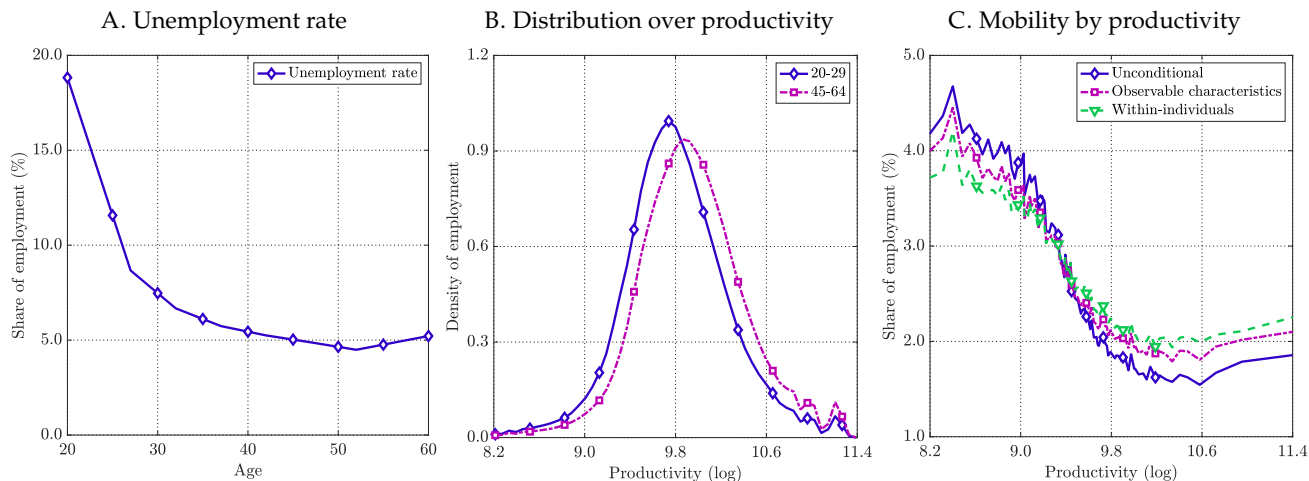 A. Unemployment rate
20.0
15.0
10.0
5.0
0.0
20
30
40
50
60
Share of employment (%)
Age
Unemployment rate
B. Distribution over productivity
1.2
0.9
0.6
0.3
0.0
8.2
9.0
9.8
10.6
11.4
Density of employment
Productivity (log)
20-29
45-64
C. Mobility by productivity
5.0
4.0
3.0
2.0
1.0
8.2
9.0
9.8
10.6
11.4
Share of employment (%)
Productivity (log)
Unconditional
Observable characteristics
Within-individuals